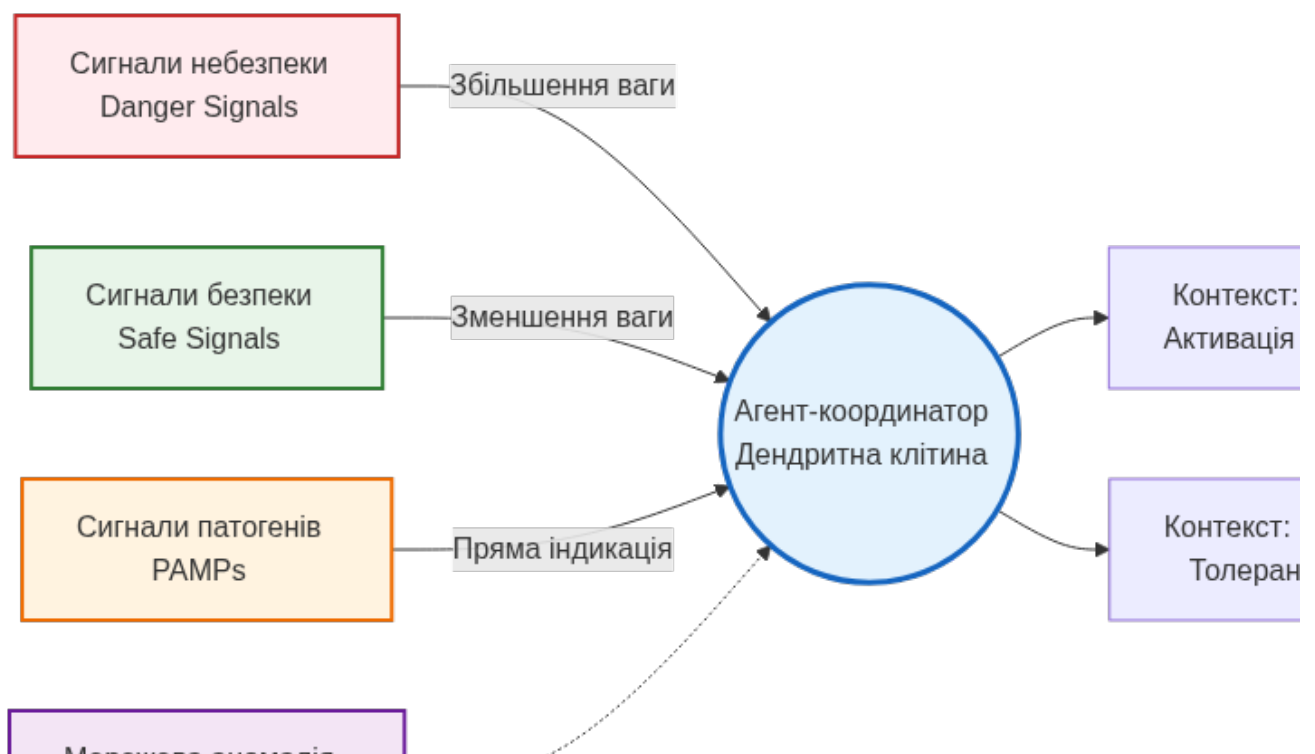 Сигнали небезпеки
Danger Signals
Збільшення ваги
Сигнали безпеки
Safe Signals
Зменшення ваги
Сигнали патогенів
PAMPs
Пряма індикація
Агент-координатор
Дендритна клітина
Контекст:
Активація
Контекст: